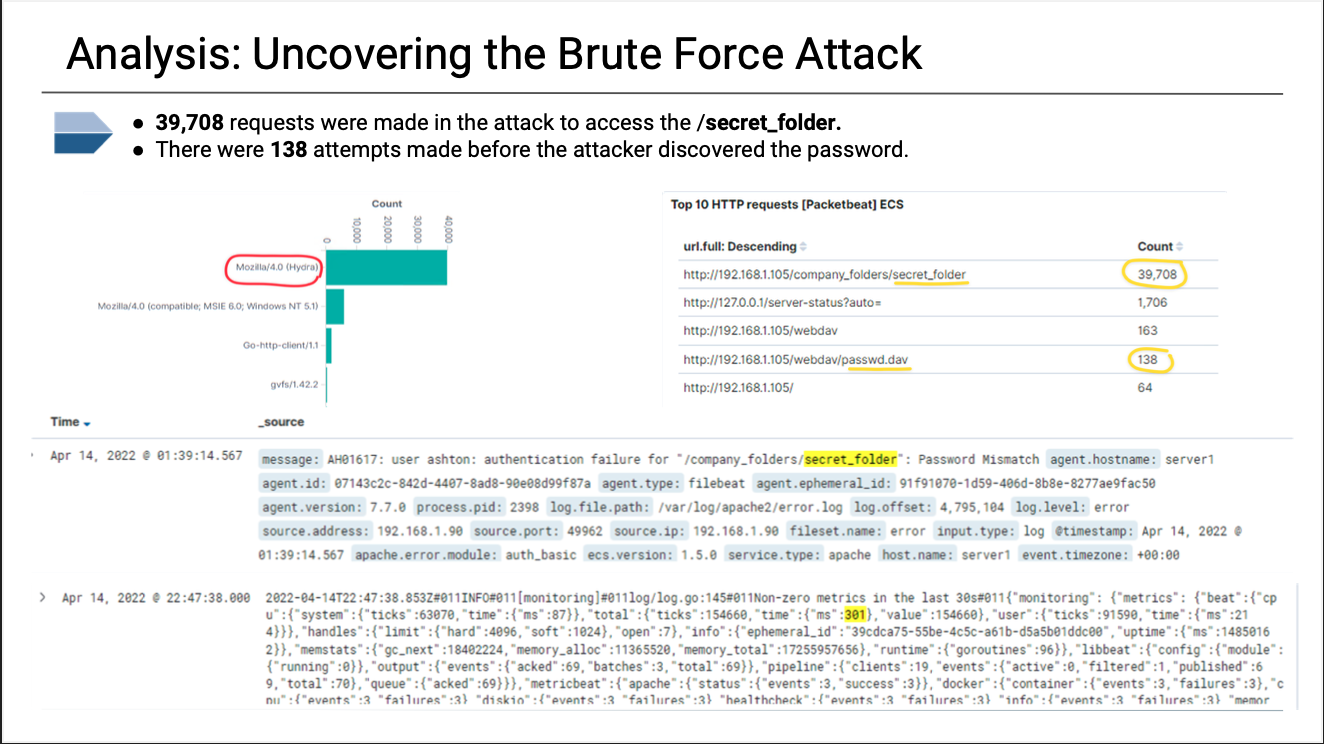 Analysis: Uncovering the Brute Force Attack
● 39,708 requests were made in the attack to access the /secret_folder.
● There were 138 attempts made before the attacker discovered the password.
Count
0 10,000 20,000 30,000 40,000
Mozilla/4.0 (Hydra)
Mozilla/4.0 (compatible; MSIE 6.0; Windows NT 5.1)
Go-http-client/1.1
gvfs/1.42.2
Top 10 HTTP requests [Packetbeat] ECS
url.full: Descending Count
http://192.168.1.105/company_folders/secret_folder 39,708
http://127.0.0.1/server-status?auto= 1,706
http://192.168.1.105/webdav 163
http://192.168.1.105/webdav/passwd.dav 138
http://192.168.1.105/ 64
Time _source
Apr 14, 2022 @ 01:39:14.567 message: AH01617: user ashton: authentication failure for "/company_folders/secret_folder": Password Mismatch agent.hostname: server1
agent.id: 07143c2c-842d-4407-8ad8-90e08d99f87a agent.type: filebeat agent.ephemeral_id: 91f91070-1d59-406d-8b8e-8277ae9fac50
agent.version: 7.7.0 process.pid: 2398 log.file.path: /var/log/apache2/error.log log.offset: 4,795,104 log.level: error
source.address: 192.168.1.90 source.port: 49962 source.ip: 192.168.1.90 fileset.name: error input.type: log @timestamp: Apr 14, 2022 @
01:39:14.567 apache.error.module: auth_basic ecs.version: 1.5.0 service.type: apache host.name: server1 event.timezone: +00:00
> Apr 14, 2022 @ 22:47:38.000 2022-04-14T22:47:38.853Z#011INFO#011[monitoring]#011log/log.go:145#011Non-zero metrics in the last 30s#011{"monitoring": {"metrics": {"beat":{"cp
u":{"system":{"ticks":63070,"time":{"ms":87}},"total":{"ticks":154660,"time":{"ms":301},"value":154660},"user":{"ticks":91590,"time":{"ms":21
4}}},"handles":{"limit":{"hard":4096,"soft":1024},"open":7},"info":{"ephemeral_id":"39cdca75-55be-4c5c-a61b-d5a5b01ddc00","uptime":{"ms":1485016
2}},"memstats":{"gc_next":18402224,"memory_alloc":11365520,"memory_total":17255957656},"runtime":{"goroutines":96}},"libbeat":{"config":{"module":
{"running":0}},"output":{"events":{"acked":69,"batches":3,"total":69}},"pipeline":{"clients":19,"events":{"active":0,"filtered":1,"published":6
9,"total":70},"queue":{"acked":69}}},"metricbeat":{"apache":{"status":{"events":3,"success":3}},"docker":{"container":{"events":3,"failures":3},"c
pu":{"events":3,"failures":3},"diskio":{"events":3,"failures":3},"healthcheck":{"events":3,"failures":3},"info":{"events":3,"failures":3},"memor